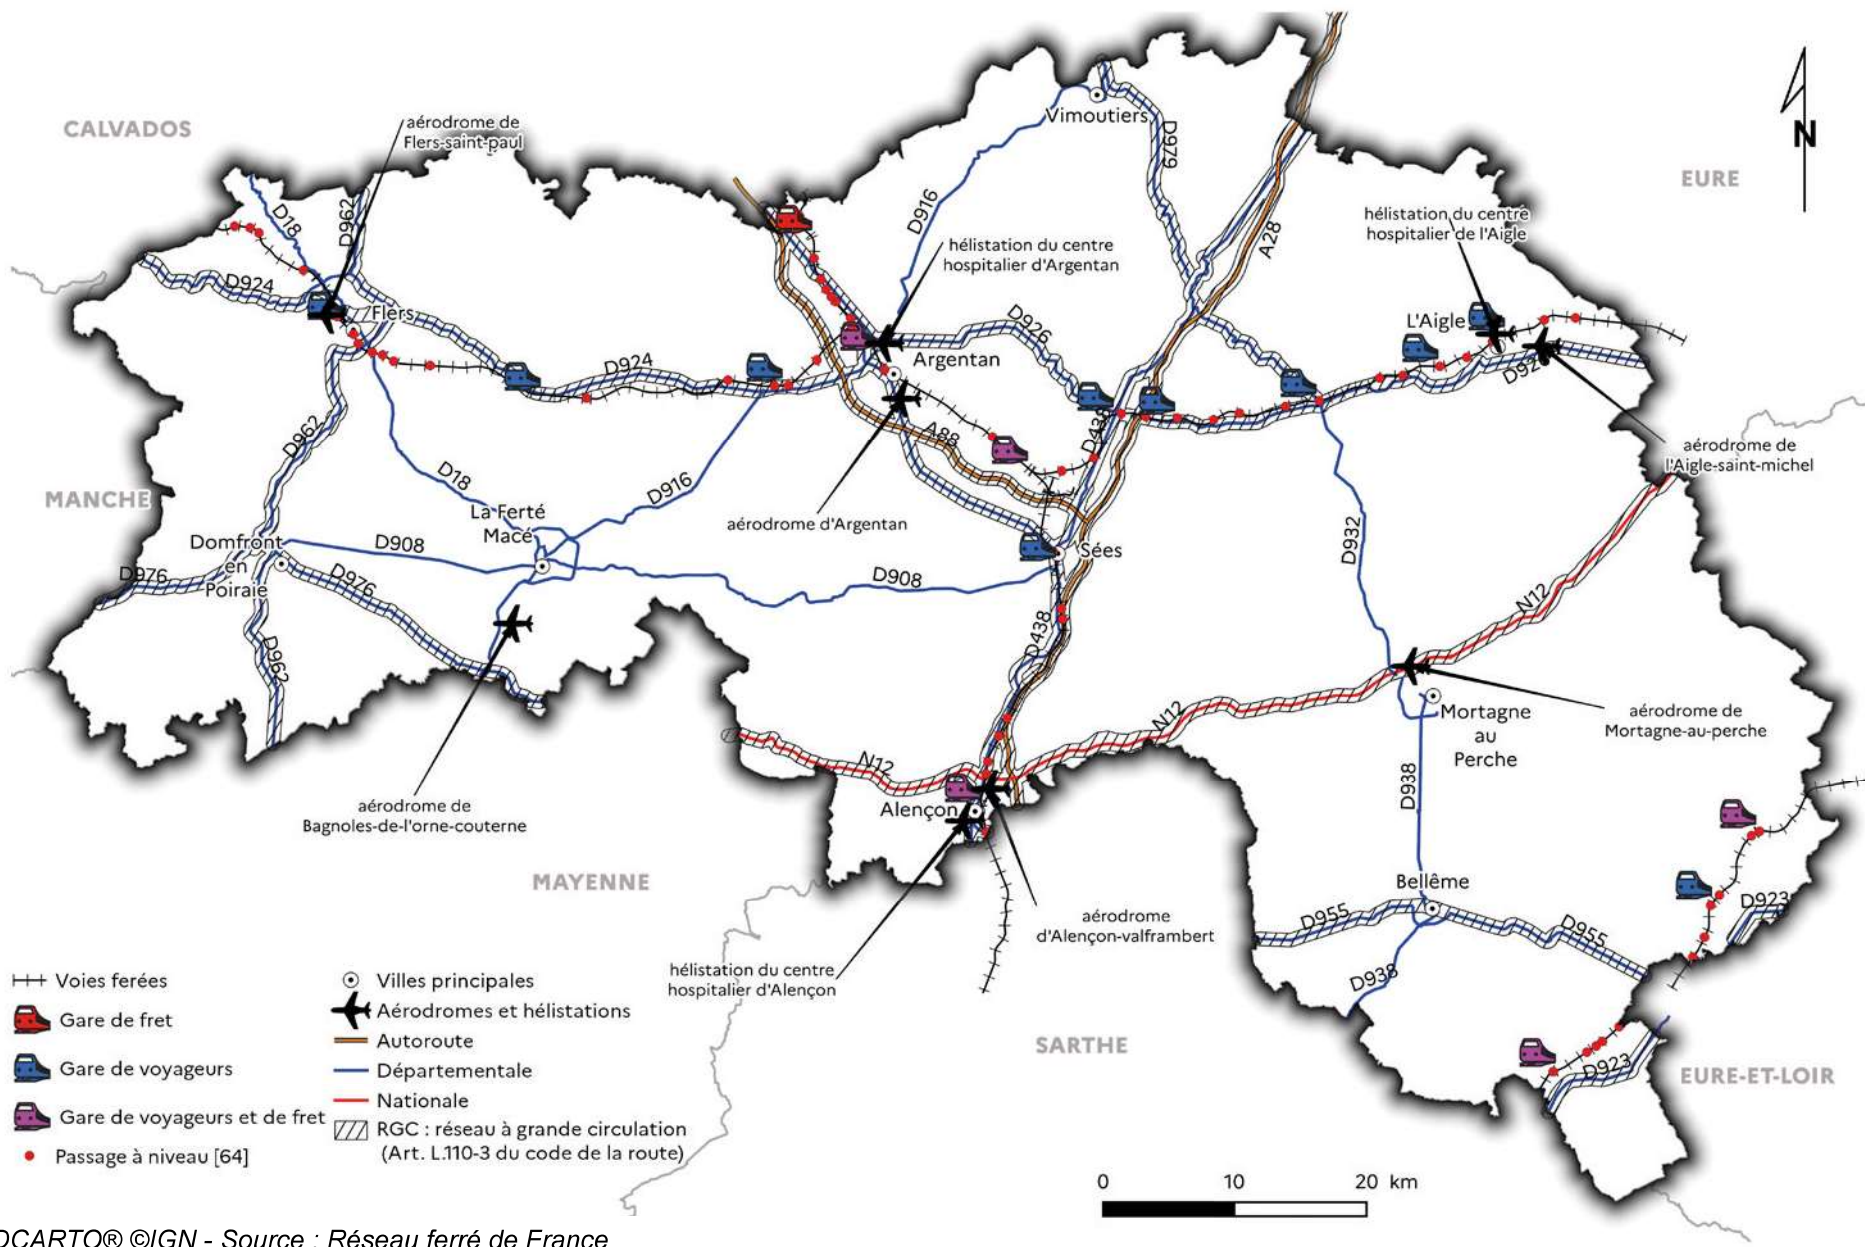 CALVADOS
aérodrome de
Flers-saint-paul
Vimoutiers
N
EURE
D18
D962
D916
D979
A28
hélistation du centre
hospitalier de l'Aigle
hélistation du centre
hospitalier d'Argentan
D924
Flers
D926
L'Aigle
Argentan
D924
D926
D962
A88
D438
aérodrome de
l'Aigle-saint-michel
MANCHE
D18
D916
La Ferté
Macé
aérodrome d'Argentan
D932
Domfront
en
Poiraie
D908
Sées
D976
D976
D908
N12
D962
D438
N12
Mortagne
au
Perche
aérodrome de
Mortagne-au-perche
N12
D938
Alençon
aérodrome de
Bagnoles-de-l'orne-couterne
MAYENNE
Bellême
D955
D955
D923
aérodrome
d'Alençon-valframbert
hélistation du centre
hospitalier d'Alençon
D938
SARTHE
D923
EURE-ET-LOIR
Voies ferées
Gare de fret
Gare de voyageurs
Gare de voyageurs et de fret
Passage à niveau [64]
Villes principales
Aérodromes et hélistations
Autoroute
Départementale
Nationale
RGC : réseau à grande circulation
(Art. L.110-3 du code de la route)
0 10 20 km
OCARTO® ©IGN - Source : Réseau ferré de France